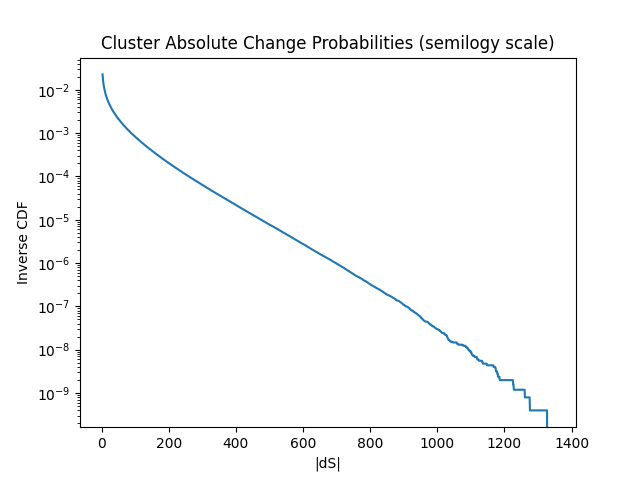 Cluster Absolute Change Probabilities (semilogy scale)
Inverse CDF
10⁻²
10⁻³
10⁻⁴
10⁻⁵
10⁻⁶
10⁻⁷
10⁻⁸
10⁻⁹
0 200 400 600 800 1000 1200 1400
|dS|